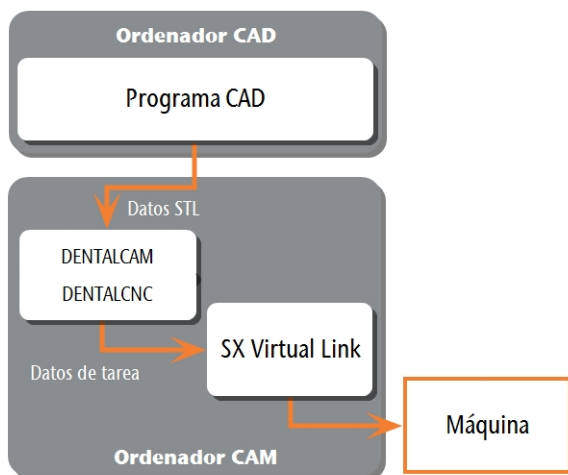 Ordenador CAD
Programa CAD
Datos STL
DENTALCAM
DENTALCNC
SX Virtual Link
Datos de tarea
Máquina
Ordenador CAM